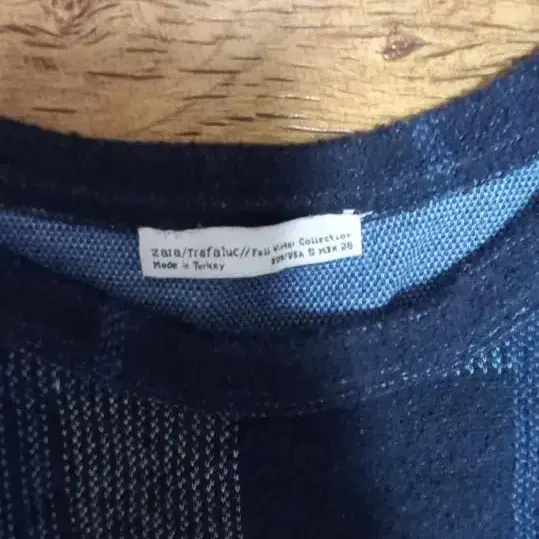 Zara/Trafaluc//Fall Winter Collection
Made in Turkey EUR/USA S MEX 26